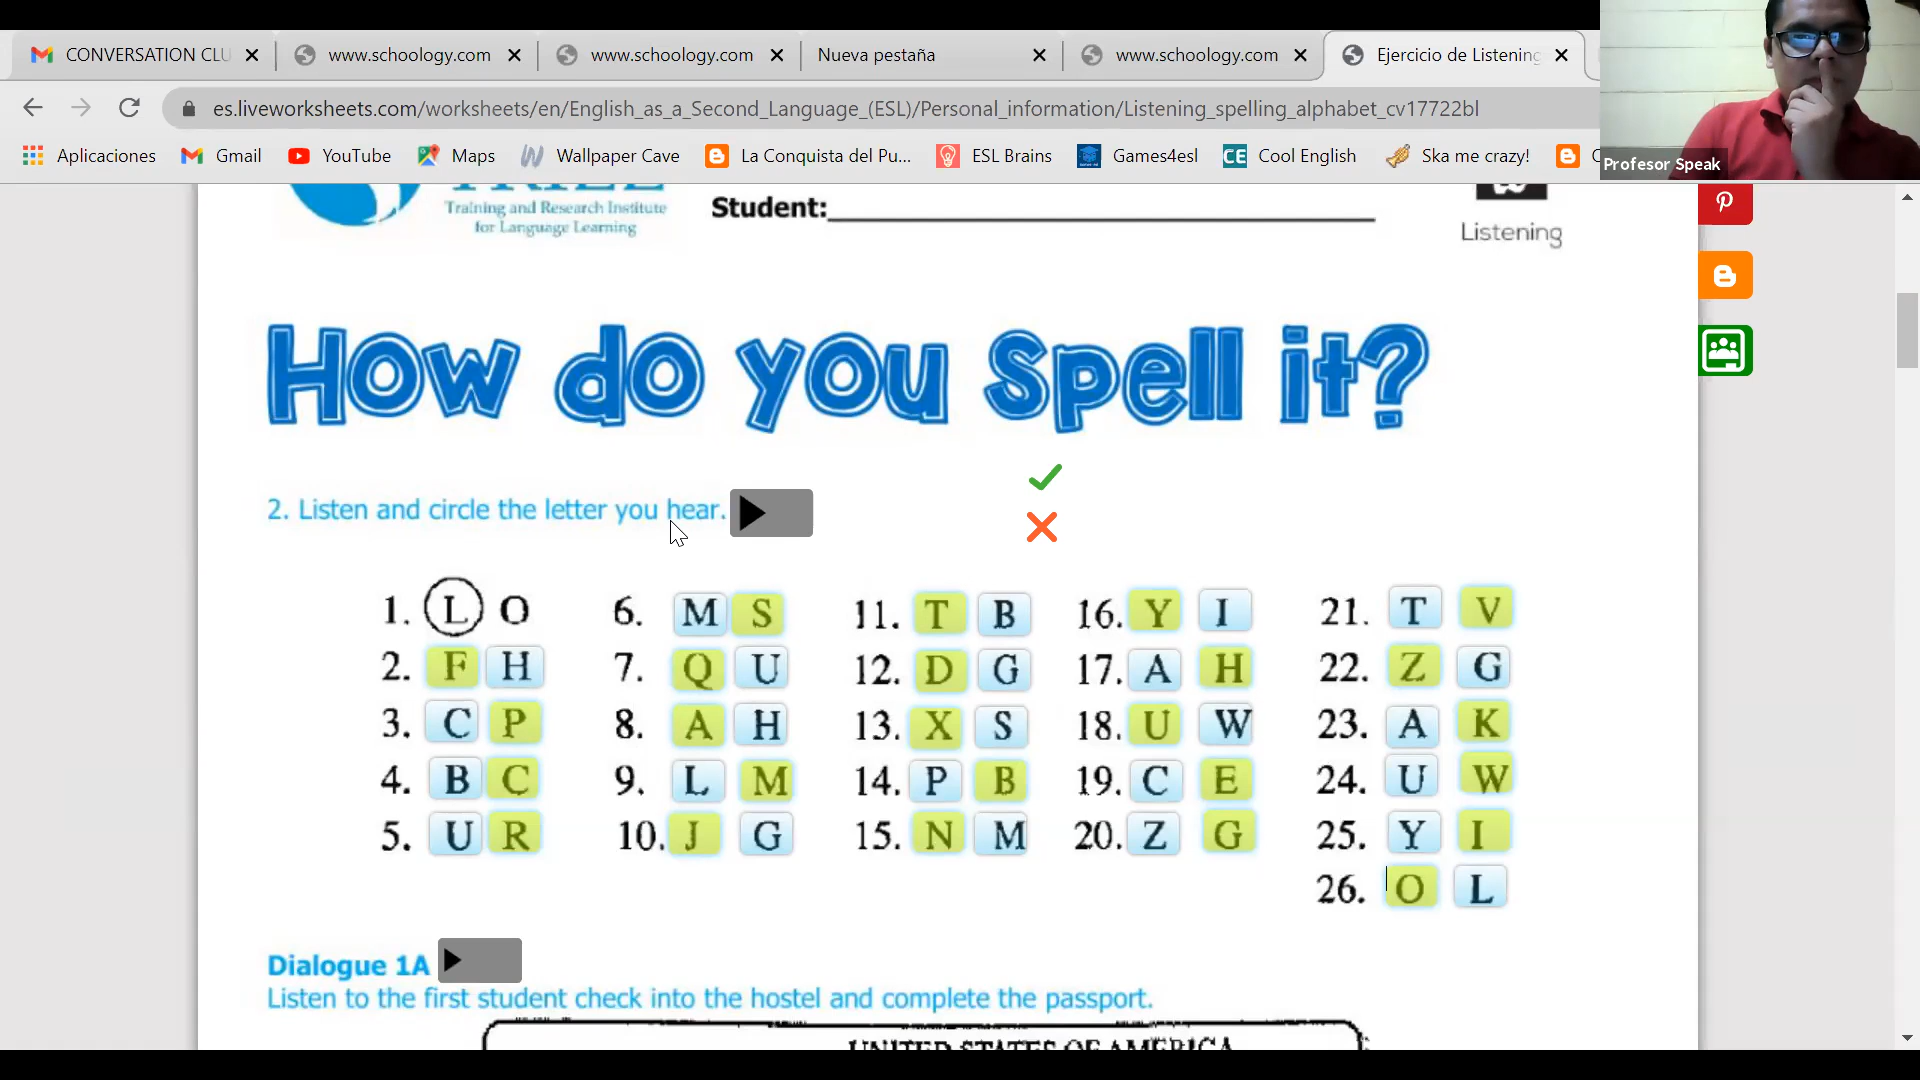 CONVERSATION CLU
www.schoology.com
www.schoology.com
Nueva pestaña
www.schoology.com
Ejercicio de Listening
es.liveworksheets.com/worksheets/en/English_as_a_Second_Language_(ESL)/Personal_information/Listening_spelling_alphabet_cv17722bl
Aplicaciones Gmail YouTube Maps Wallpaper Cave La Conquista del Pu... ESL Brains Games4esl CE Cool English Ska me crazy!
Profesor Speak
Training and Research Institute
for Language Learning
Student:
Listening
How do you Spell it?
2. Listen and circle the letter you hear.
1. L O 6. M S 11. T B 16. Y I 21. T V
2. F H 7. Q U 12. D G 17. A H 22. Z G
3. C P 8. A H 13. X S 18. U W 23. A K
4. B C 9. L M 14. P B 19. C E 24. U W
5. U R 10. J G 15. N M 20. Z G 25. Y I
26. O L
Dialogue 1A
Listen to the first student check into the hostel and complete the passport.
UNITED STATES OF AMERICA